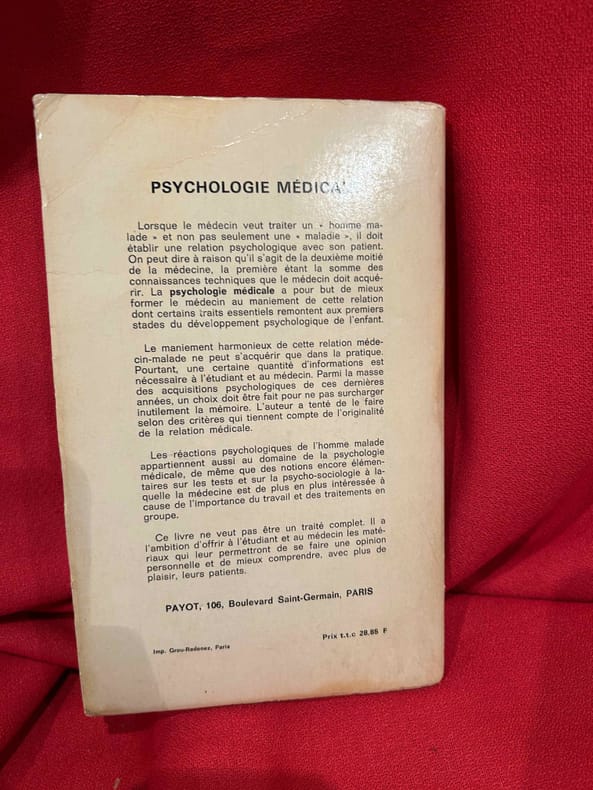 PSYCHOLOGIE MÉDICAL
Lorsque le médecin veut traiter un « homme ma-
lade » et non pas seulement une « maladie », il doit
établir une relation psychologique avec son patient.
On peut dire à raison qu'il s'agit de la deuxième moitié
de la médecine, la première étant la somme des
connaissances techniques que le médecin doit acqué-
rir. La psychologie médicale a pour but de mieux
former le médecin au maniement de cette relation
dont certains traits essentiels remontent aux premiers
stades du développement psychologique de l'enfant.
Le maniement harmonieux de cette relation méde-
cin-malade ne peut s'acquérir que dans la pratique.
Pourtant, une certaine quantité d'informations est
nécessaire à l'étudiant et au médecin. Parmi la masse
des acquisitions psychologiques de ces dernières
années, un choix doit être fait pour ne pas surcharger
inutilement la mémoire. L'auteur a tenté de le faire
selon des critères qui tiennent compte de l'originalité
de la relation médicale.
Les réactions psychologiques de l'homme malade
appartiennent aussi au domaine de la psychologie
médicale, de même que des notions encore élémen-
taires sur les tests et sur la psycho-sociologie à la-
quelle la médecine est de plus en plus intéressée à
cause de l'importance du travail et des traitements en
groupe.
Ce livre ne veut pas être un traité complet. Il a
l'ambition d'offrir à l'étudiant et au médecin les maté-
riaux qui leur permettront de se faire une opinion
personnelle et de mieux comprendre, avec plus de
plaisir, leurs patients.
PAYOT, 106, Boulevard Saint-Germain, PARIS
Imp. Grou-Radenez, Paris
Prix t.t.c 28.85 F